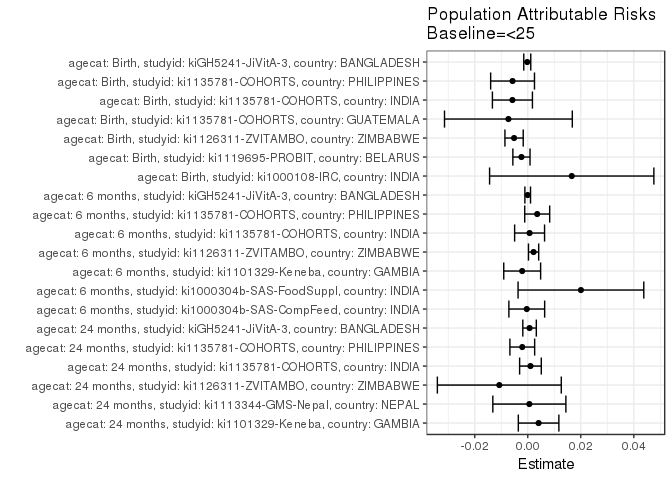 Population Attributable Risks
Baseline=<25
agecat: Birth, studyid: kiGH5241-JiVitA-3, country: BANGLADESH
agecat: Birth, studyid: ki1135781-COHORTS, country: PHILIPPINES
agecat: Birth, studyid: ki1135781-COHORTS, country: INDIA
agecat: Birth, studyid: ki1135781-COHORTS, country: GUATEMALA
agecat: Birth, studyid: ki1126311-ZVITAMBO, country: ZIMBABWE
agecat: Birth, studyid: ki1119695-PROBIT, country: BELARUS
agecat: Birth, studyid: ki1000108-IRC, country: INDIA
agecat: 6 months, studyid: kiGH5241-JiVitA-3, country: BANGLADESH
agecat: 6 months, studyid: ki1135781-COHORTS, country: PHILIPPINES
agecat: 6 months, studyid: ki1135781-COHORTS, country: INDIA
agecat: 6 months, studyid: ki1126311-ZVITAMBO, country: ZIMBABWE
agecat: 6 months, studyid: ki1101329-Keneba, country: GAMBIA
agecat: 6 months, studyid: ki1000304b-SAS-FoodSuppl, country: INDIA
agecat: 6 months, studyid: ki1000304b-SAS-CompFeed, country: INDIA
agecat: 24 months, studyid: kiGH5241-JiVitA-3, country: BANGLADESH
agecat: 24 months, studyid: ki1135781-COHORTS, country: PHILIPPINES
agecat: 24 months, studyid: ki1135781-COHORTS, country: INDIA
agecat: 24 months, studyid: ki1126311-ZVITAMBO, country: ZIMBABWE
agecat: 24 months, studyid: ki1113344-GMS-Nepal, country: NEPAL
agecat: 24 months, studyid: ki1101329-Keneba, country: GAMBIA
-0.02 0.00 0.02 0.04
Estimate